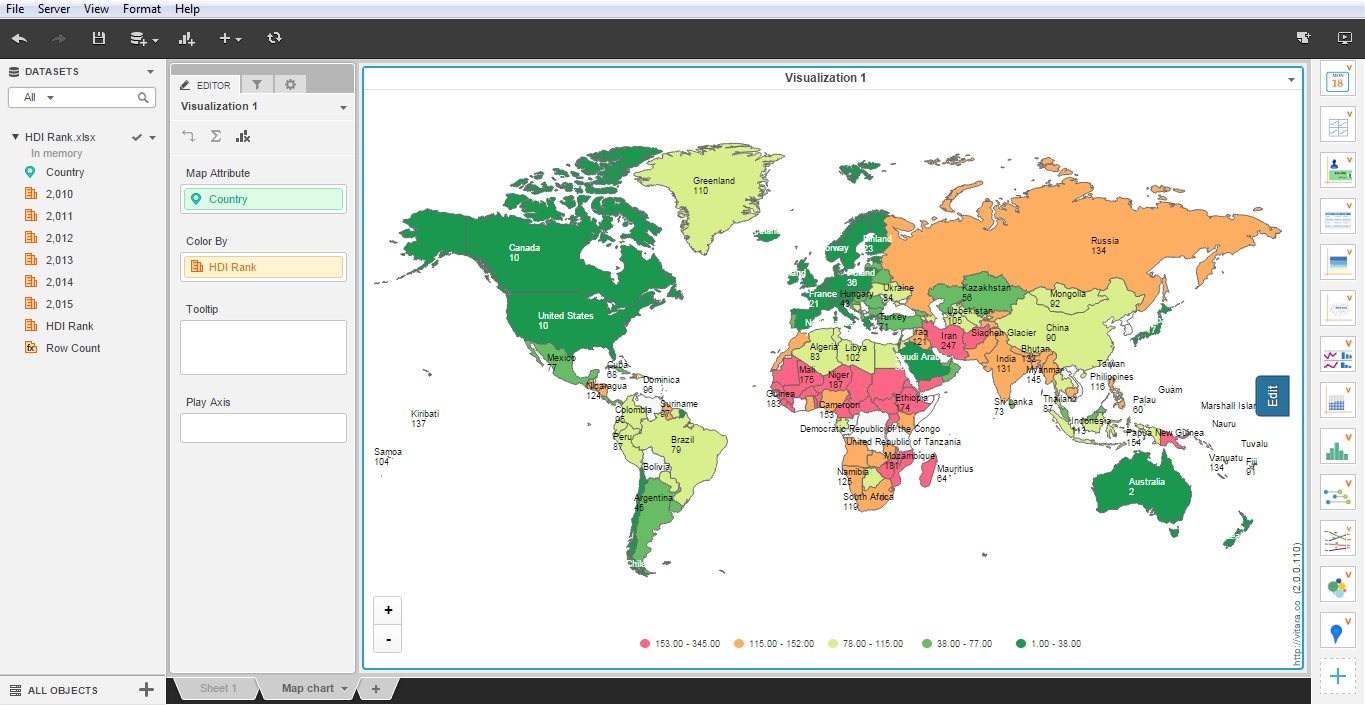 File Server View Format Help
DATASETS
All
HDI Rank.xlsx
In memory
Country
2,010
2,011
2,012
2,013
2,014
2,015
HDI Rank
Row Count
ALL OBJECTS
EDITOR
Visualization 1
Map Attribute
Country
Color By
HDI Rank
Tooltip
Play Axis
Visualization 1
Greenland
110
Canada
10
United States
10
Mexico
77
Cuba
68
Nicaragua
124
Dominica
96
Colombia
95
Suriname
97
Peru
87
Brazil
79
Bolivia
Argentina
45
Chile
Kiribati
137
Samoa
104
Russia
134
Finland
23
France
21
36
Hungary
43
Ukraine
84
Kazakhstan
56
Mongolia
92
Turkey
71
Uzbekistan
105
China
90
Algeria
83
Libya
102
Iraq
121
Iran
247
Siachen Glacier
Bhutan
132
India
131
Myanmar
145
Taiwan
Philippines
116
Guam
Palau
60
Mali
175
Niger
187
Guinea
183
Cameroon
153
Ethiopia
174
Sri Lanka
73
Thailand
87
Indonesia
113
Papua New Guinea
154
Nauru
Tuvalu
Vanuatu
134
Fiji
91
Democratic Republic of the Congo
United Republic of Tanzania
Mozambique
181
Mauritius
64
Namibia
125
South Africa
119
Australia
2
Edit
+
-
153.00 - 345.00 115.00 - 152.00 78.00 - 115.00 38.00 - 77.00 1.00 - 38.00
http://vitara.co (2.0.0.110)
Sheet 1 Map chart +
MON
18